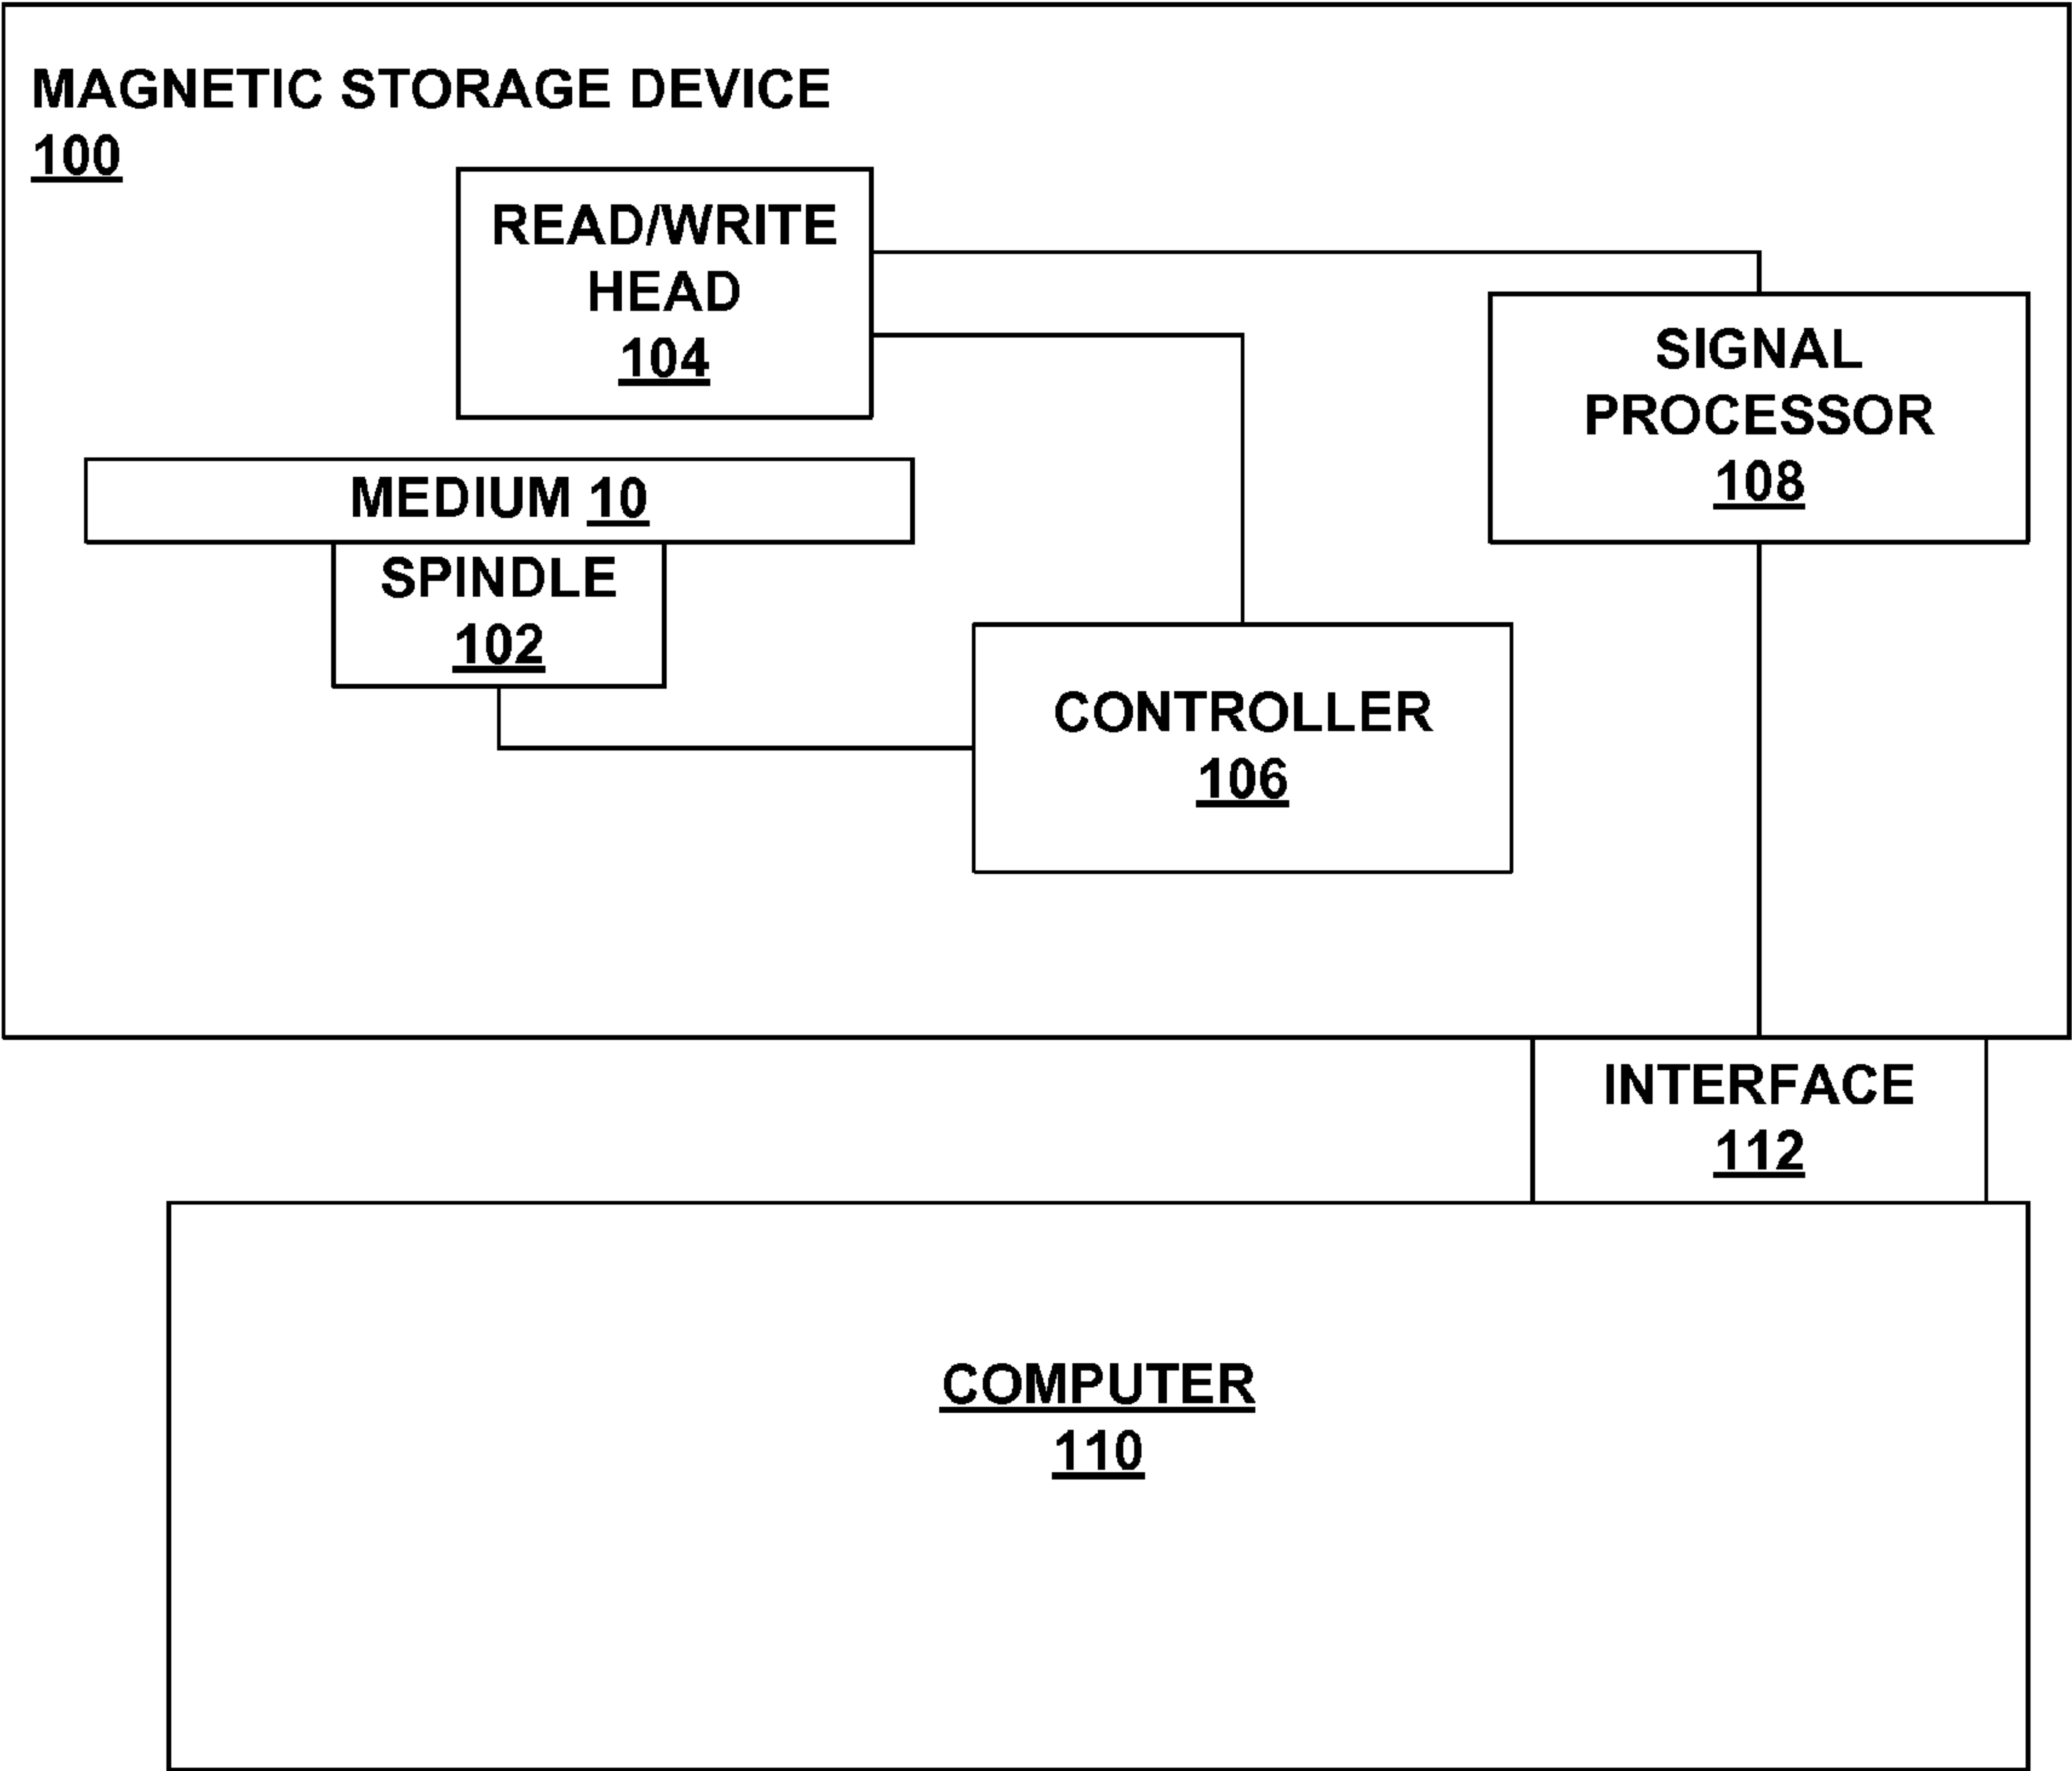 MAGNETIC STORAGE DEVICE
100
READ/WRITE
HEAD
104
SIGNAL
PROCESSOR
108
MEDIUM 10
SPINDLE
102
CONTROLLER
106
INTERFACE
112
COMPUTER
110